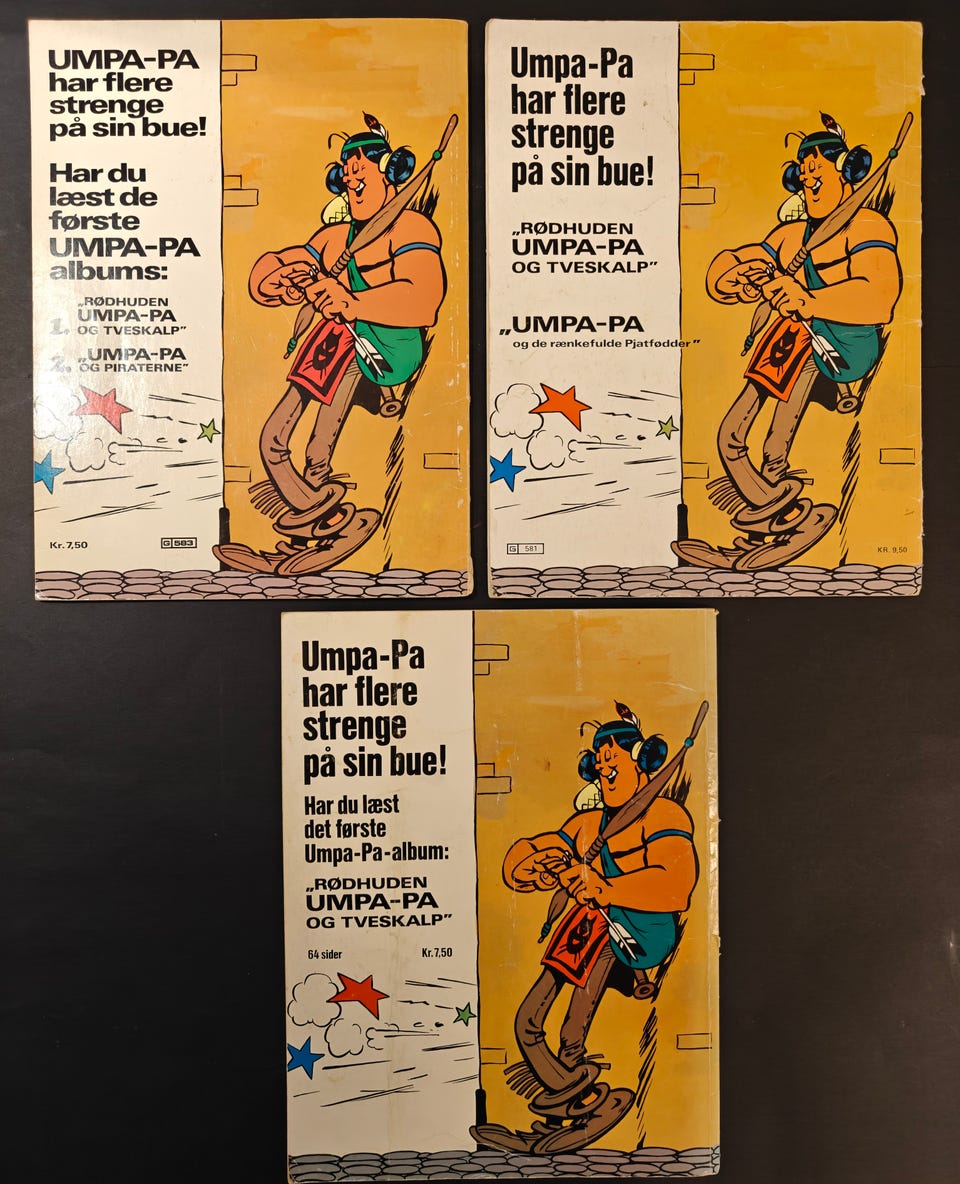 UMPA-PA
har flere
strenge
på sin bue!
Har du
læst de
første
UMPA-PA
albums:
„RØDHUDEN
1. UMPA-PA
OG TVESKALP”
2. „UMPA-PA
OG PIRATERNE”
Kr. 7,50
G 583
Umpa-Pa
har flere
strenge
på sin bue!
„RØDHUDEN
UMPA-PA
OG TVESKALP”
„UMPA-PA
og de rænkefulde Pjatfødder”
G 581
KR. 9,50
Umpa-Pa
har flere
strenge
på sin bue!
Har du læst
det første
Umpa-Pa-album:
„RØDHUDEN
UMPA-PA
OG TVESKALP”
64 sider
Kr. 7,50